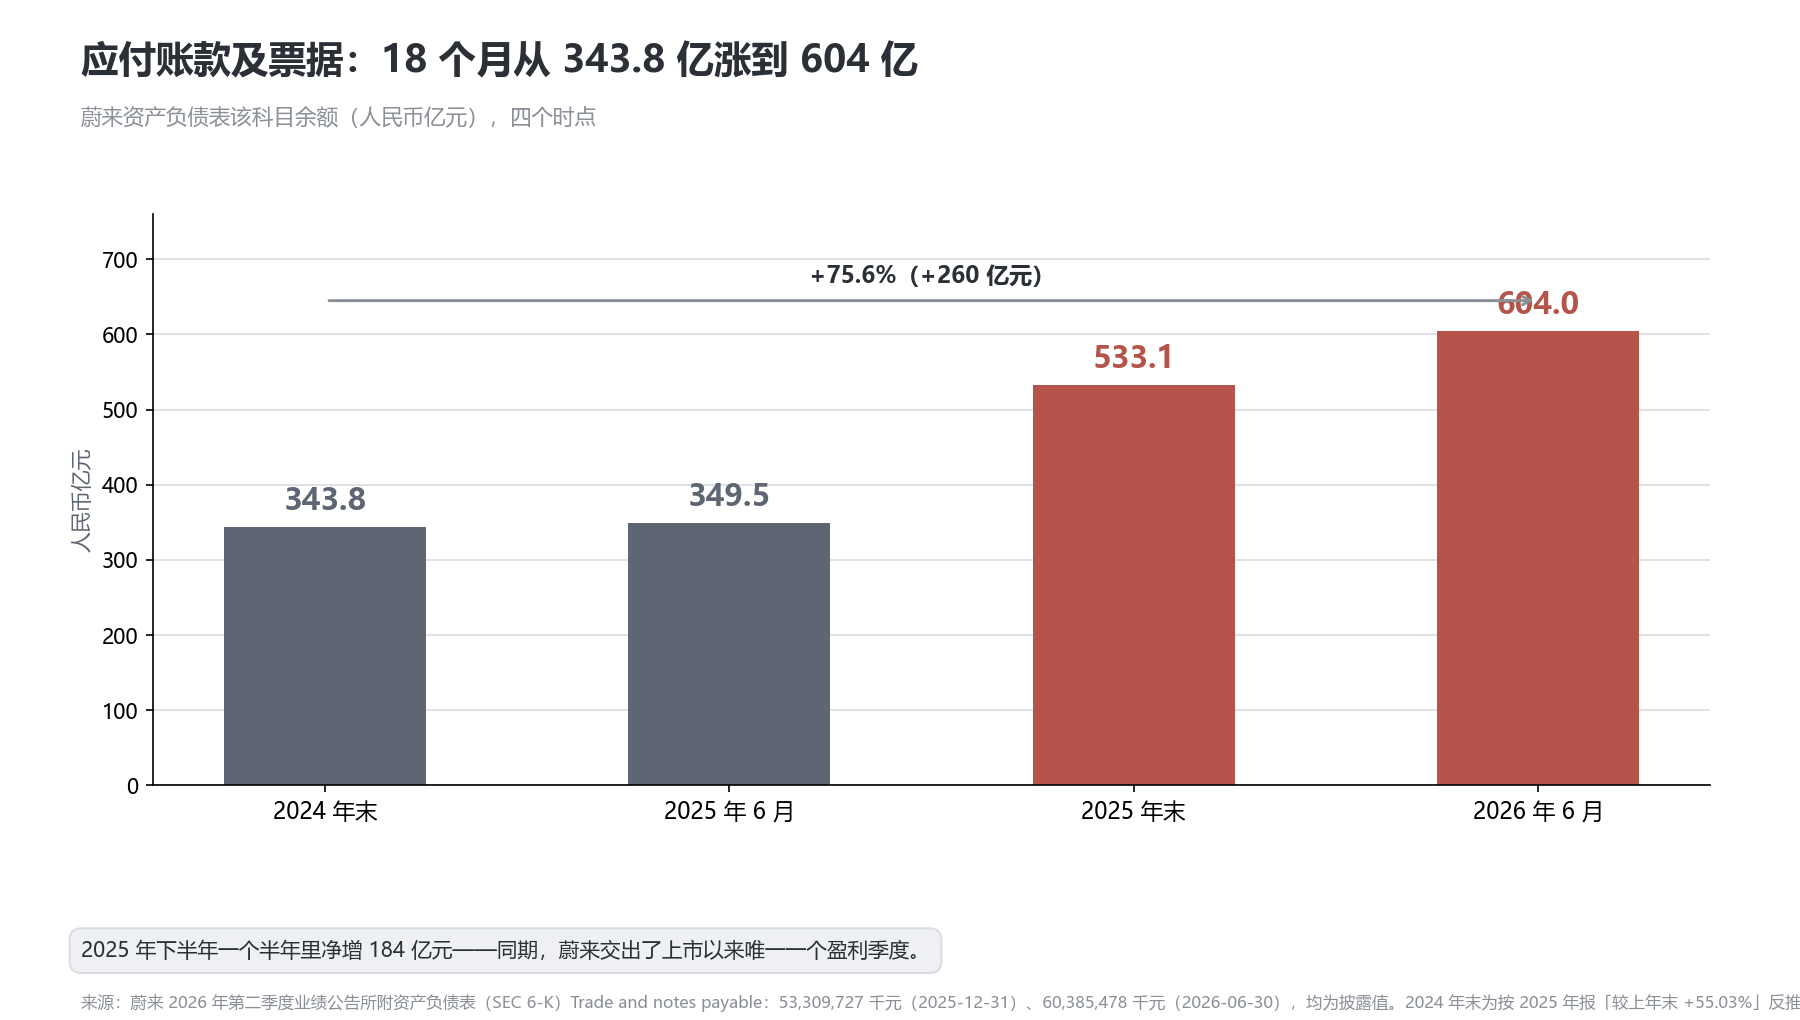 应付账款及票据：18 个月从 343.8 亿涨到 604 亿
蔚来资产负债表该科目余额（人民币亿元），四个时点
人民币亿元
700
600
500
400
300
200
100
0
+75.6%（+260 亿元）
343.8
349.5
533.1
604.0
2024 年末
2025 年 6 月
2025 年末
2026 年 6 月
2025 年下半年一个半年里净增 184 亿元——同期，蔚来交出了上市以来唯一一个盈利季度。
来源：蔚来 2026 年第二季度业绩公告所附资产负债表（SEC 6-K）Trade and notes payable：53,309,727 千元（2025-12-31）、60,385,478 千元（2026-06-30），均为披露值。2024 年末为按 2025 年报「较上年末 +55.03%」反推